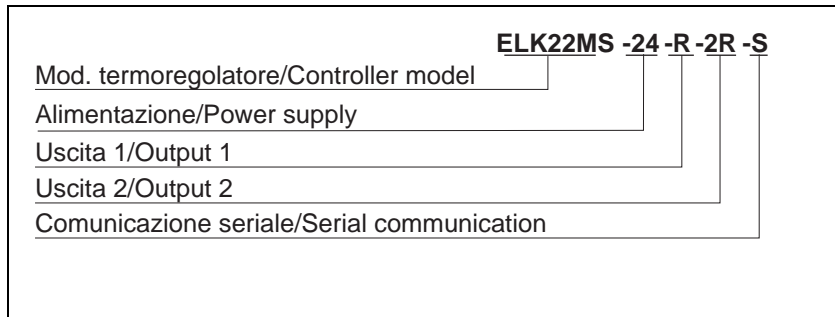 ELK22MS -24 -R -2R -S
Mod. termoregolatore/Controller model
Alimentazione/Power supply
Uscita 1/Output 1
Uscita 2/Output 2
Comunicazione seriale/Serial communication